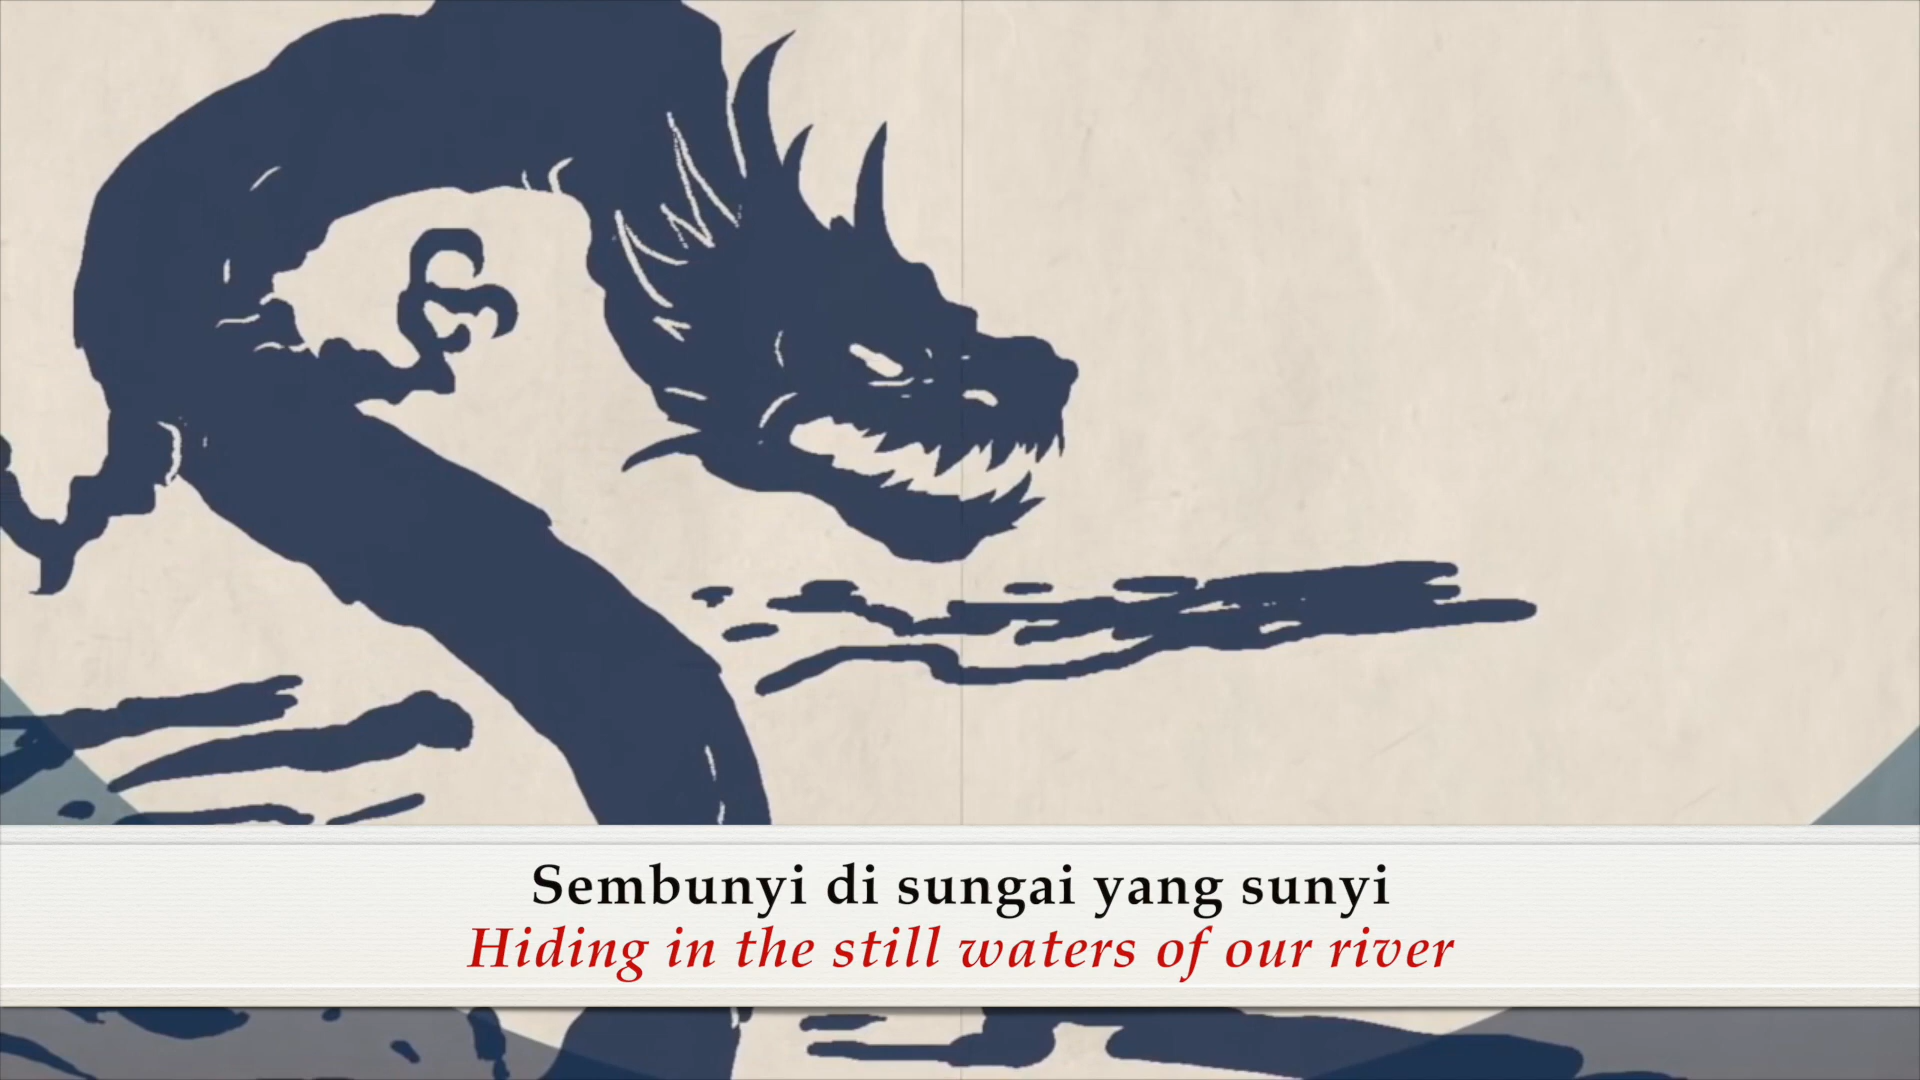 Sembunyi di sungai yang sunyi
Hiding in the still waters of our river